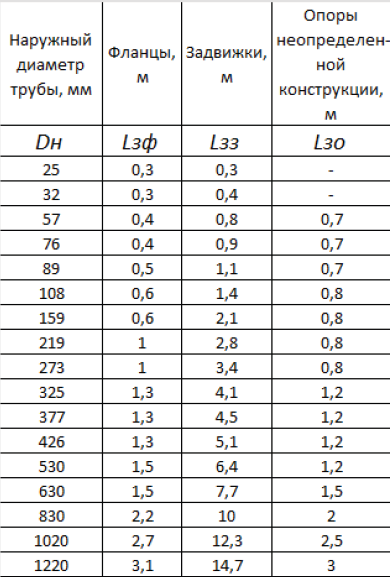 Наружный диаметр трубы, мм | Фланцы, м | Задвижки, м | Опоры неопределен-ной конструкции, м
Dн | Lзф | Lзз | Lзо
25 | 0,3 | 0,3 | -
32 | 0,3 | 0,4 | -
57 | 0,4 | 0,8 | 0,7
76 | 0,4 | 0,9 | 0,7
89 | 0,5 | 1,1 | 0,7
108 | 0,6 | 1,4 | 0,8
159 | 0,6 | 2,1 | 0,8
219 | 1 | 2,8 | 0,8
273 | 1 | 3,4 | 0,8
325 | 1,3 | 4,1 | 1,2
377 | 1,3 | 4,5 | 1,2
426 | 1,3 | 5,1 | 1,2
530 | 1,5 | 6,4 | 1,2
630 | 1,5 | 7,7 | 1,5
830 | 2,2 | 10 | 2
1020 | 2,7 | 12,3 | 2,5
1220 | 3,1 | 14,7 | 3